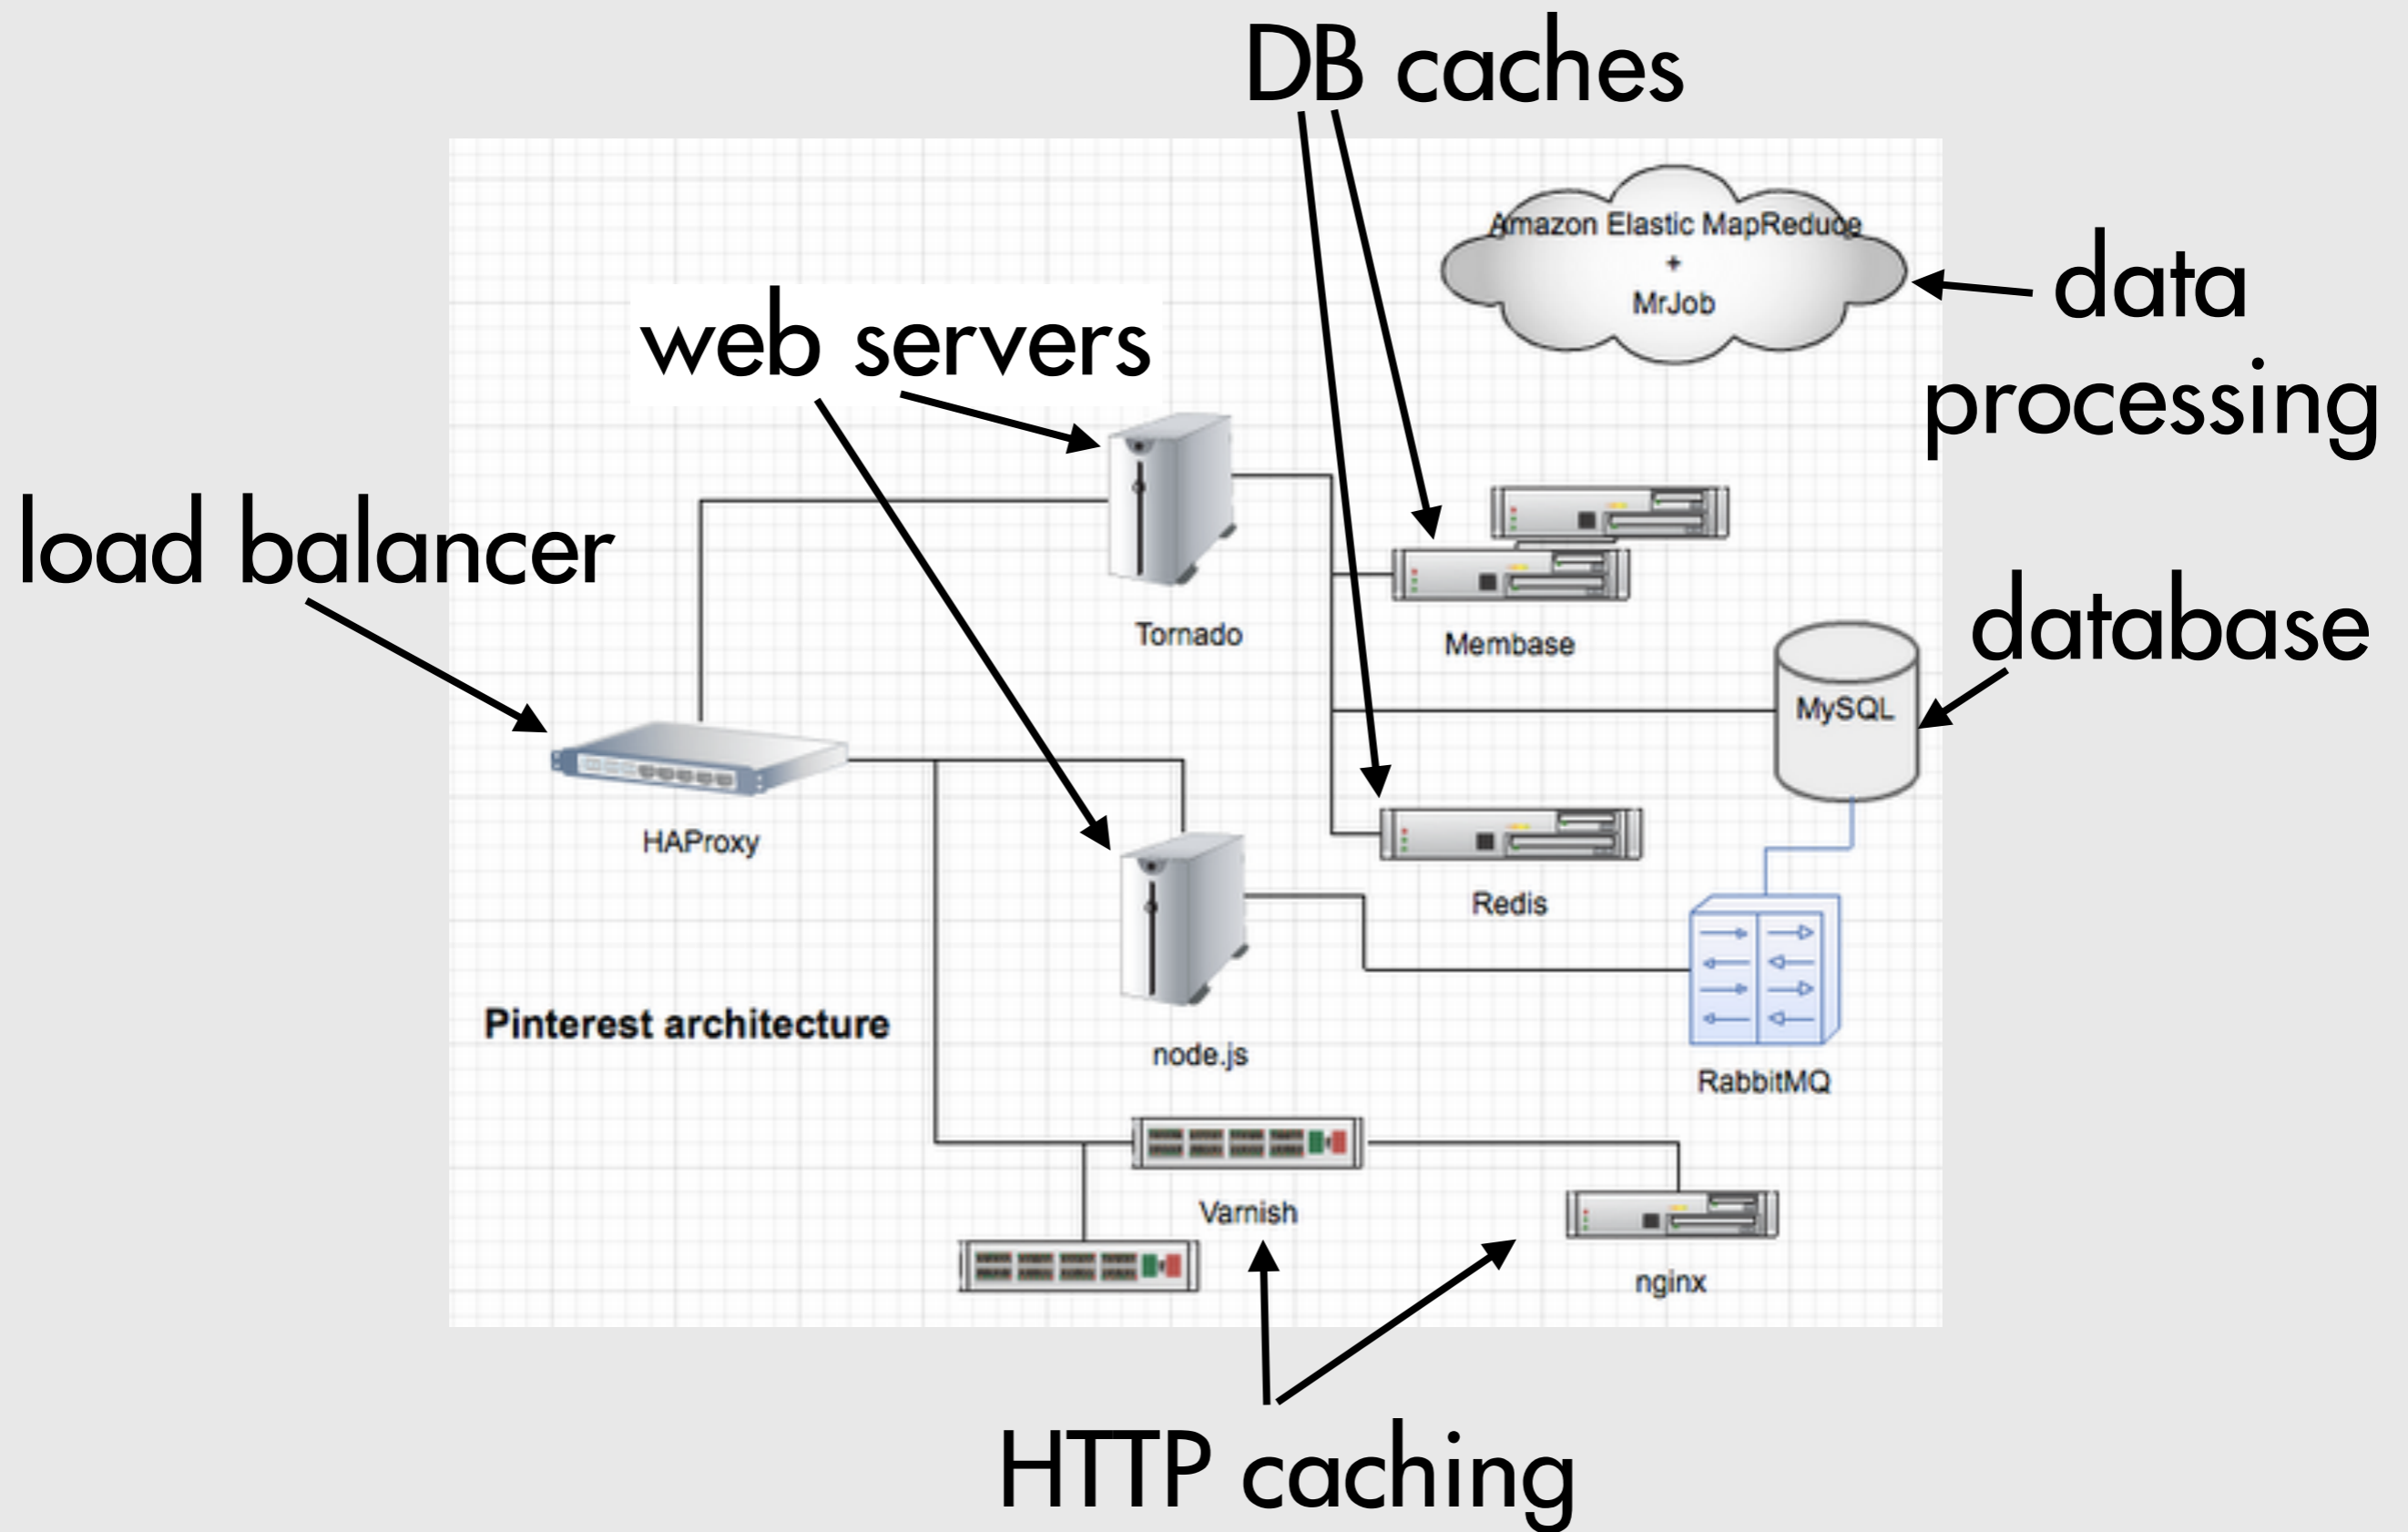 DB caches
Amazon Elastic MapReduce
+
MrJob
data
processing
web servers
load balancer
Tornado
Membase
database
MySQL
HAProxy
Redis
Pinterest architecture
node.js
RabbitMQ
Varnish
nginx
HTTP caching